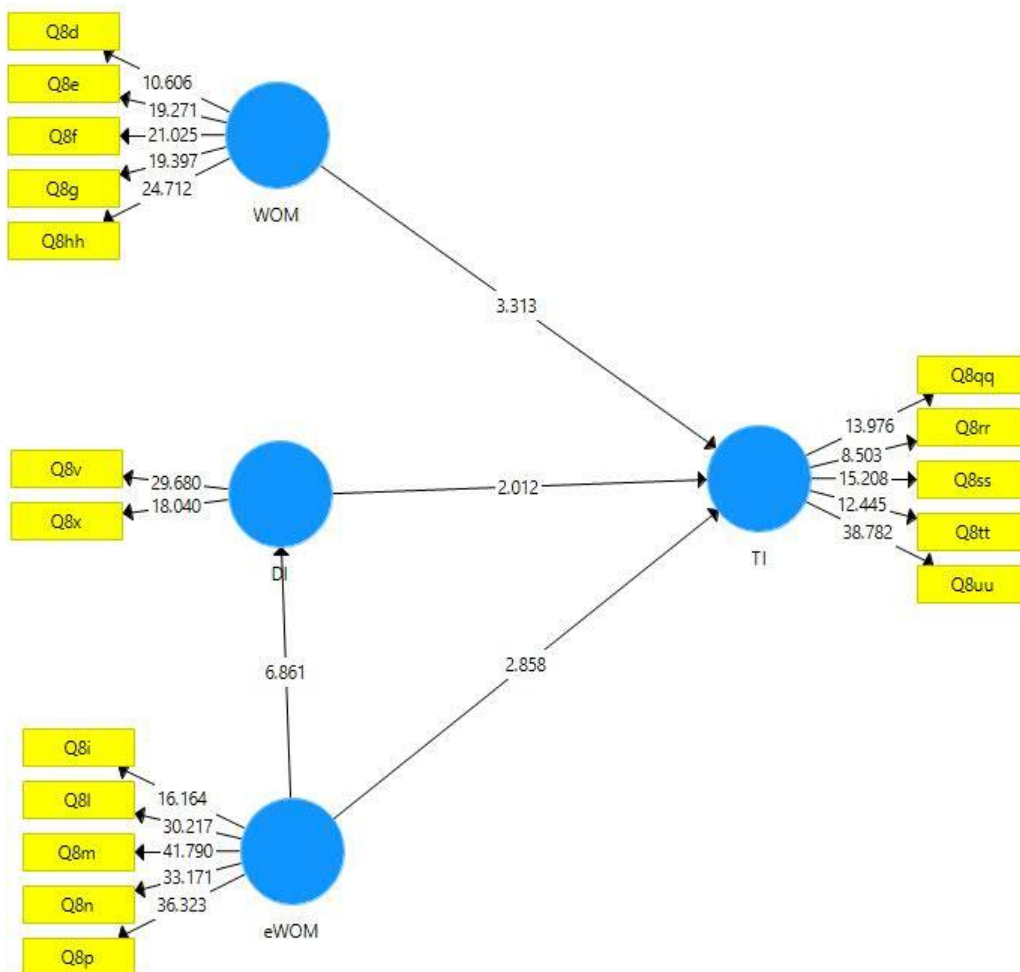 Q8d
Q8e
Q8f
Q8g
Q8hh
10.606
19.271
21.025
19.397
24.712
WOM
3.313
Q8v
Q8x
29.680
18.040
DI
2.012
6.861
2.858
Q8i
Q8l
Q8m
Q8n
Q8p
16.164
30.217
41.790
33.171
36.323
eWOM
TI
13.976
8.503
15.208
12.445
38.782
Q8qq
Q8rr
Q8ss
Q8tt
Q8uu